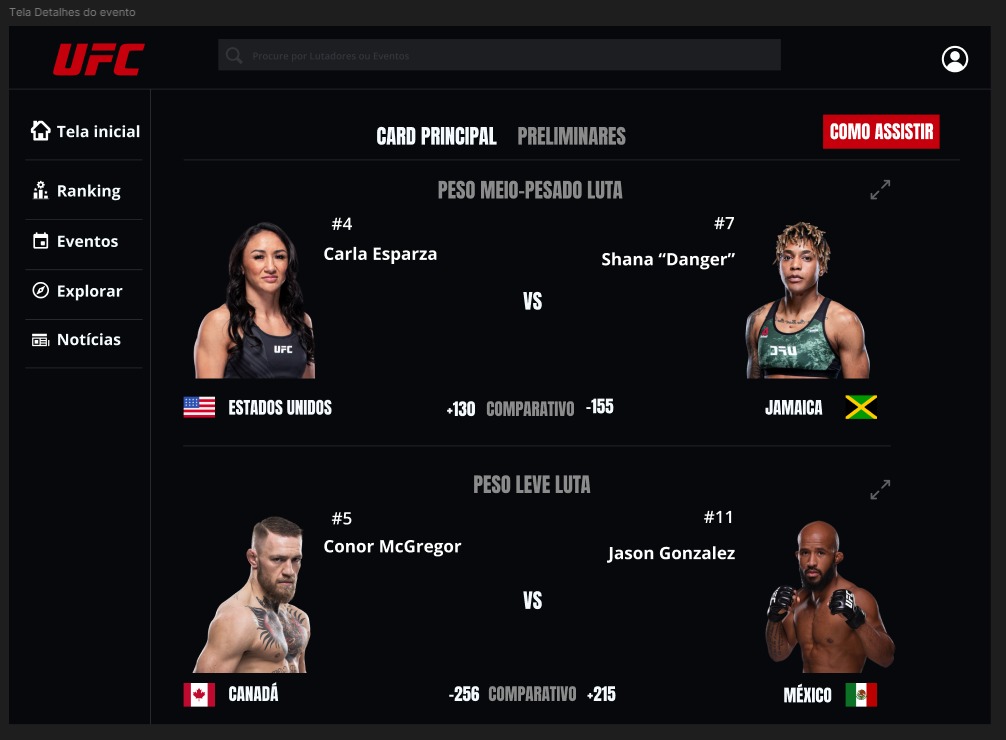 Tela Detalhes do evento
UFC
Procure por Lutadores ou Eventos
Tela inicial
Ranking
Eventos
Explorar
Notícias
CARD PRINCIPAL PRELIMINARES
COMO ASSISTIR
PESO MEIO-PESADO LUTA
#4
Carla Esparza
#7
Shana “Danger”
VS
UFC
ESTADOS UNIDOS
+130 COMPARATIVO -155
JAMAICA
PESO LEVE LUTA
#5
Conor McGregor
#11
Jason Gonzalez
VS
UFC
CANADÁ
-256 COMPARATIVO +215
MÉXICO